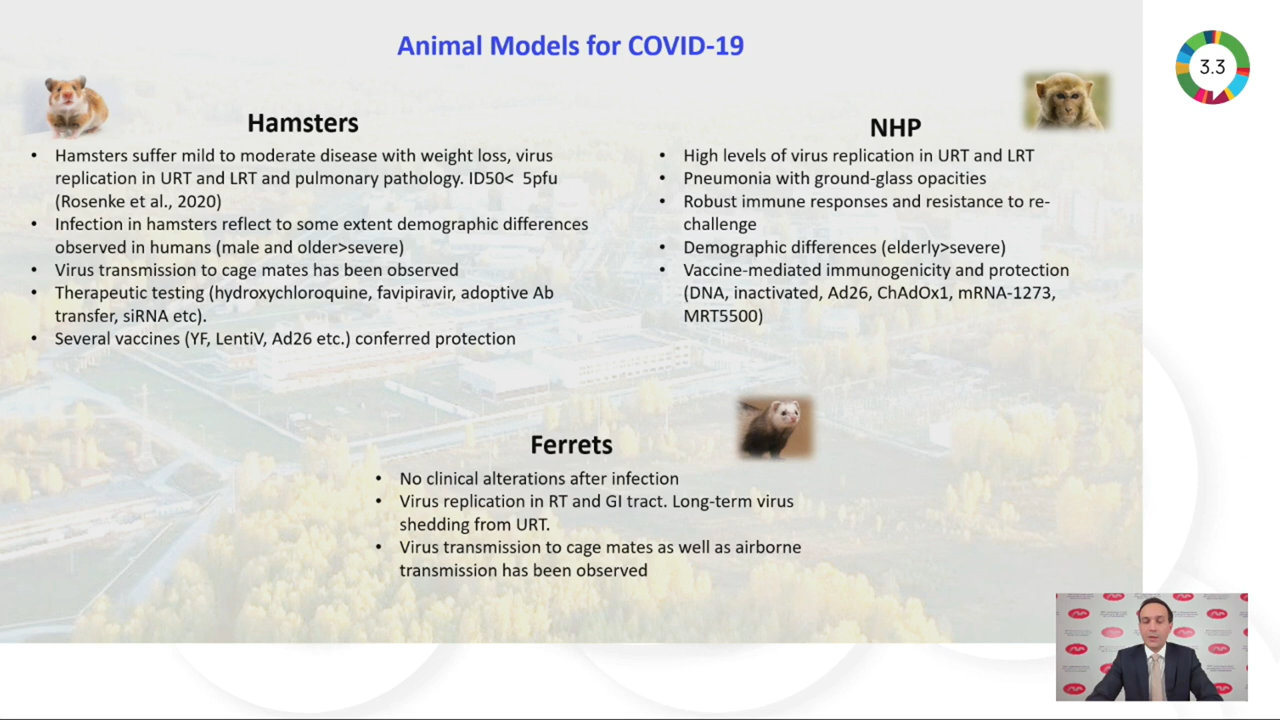 Animal Models for COVID-19
3.3
Hamsters
• Hamsters suffer mild to moderate disease with weight loss, virus
replication in URT and LRT and pulmonary pathology. ID50< 5pfu
(Rosenke et al., 2020)
• Infection in hamsters reflect to some extent demographic differences
observed in humans (male and older>severe)
• Virus transmission to cage mates has been observed
• Therapeutic testing (hydroxychloroquine, favipiravir, adoptive Ab
transfer, siRNA etc).
• Several vaccines (YF, LentiV, Ad26 etc.) conferred protection
NHP
• High levels of virus replication in URT and LRT
• Pneumonia with ground-glass opacities
• Robust immune responses and resistance to re-
challenge
• Demographic differences (elderly>severe)
• Vaccine-mediated immunogenicity and protection
(DNA, inactivated, Ad26, ChAdOx1, mRNA-1273,
MRT5500)
Ferrets
• No clinical alterations after infection
• Virus replication in RT and GI tract. Long-term virus
shedding from URT.
• Virus transmission to cage mates as well as airborne
transmission has been observed